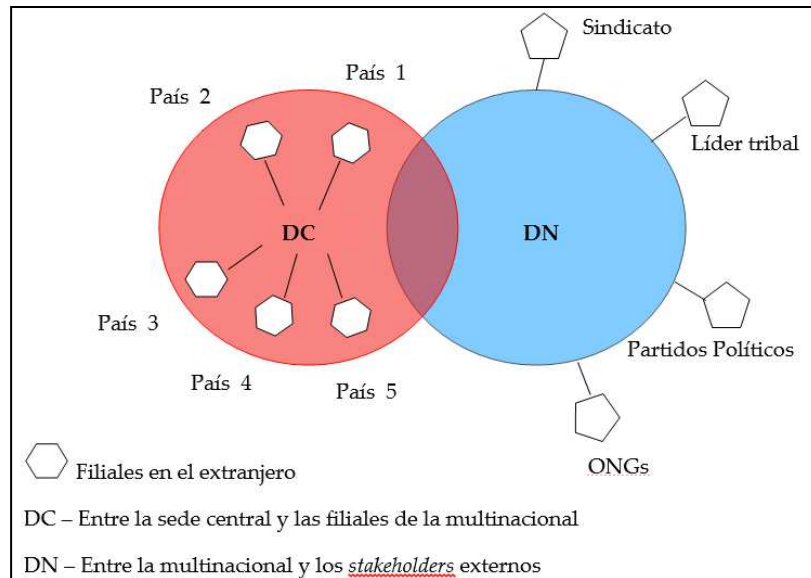 Sindicato
País 1
País 2
Líder tribal
DC
DN
País 3
Partidos Políticos
País 4
País 5
ONGs
Filiales en el extranjero
DC – Entre la sede central y las filiales de la multinacional
DN – Entre la multinacional y los stakeholders externos